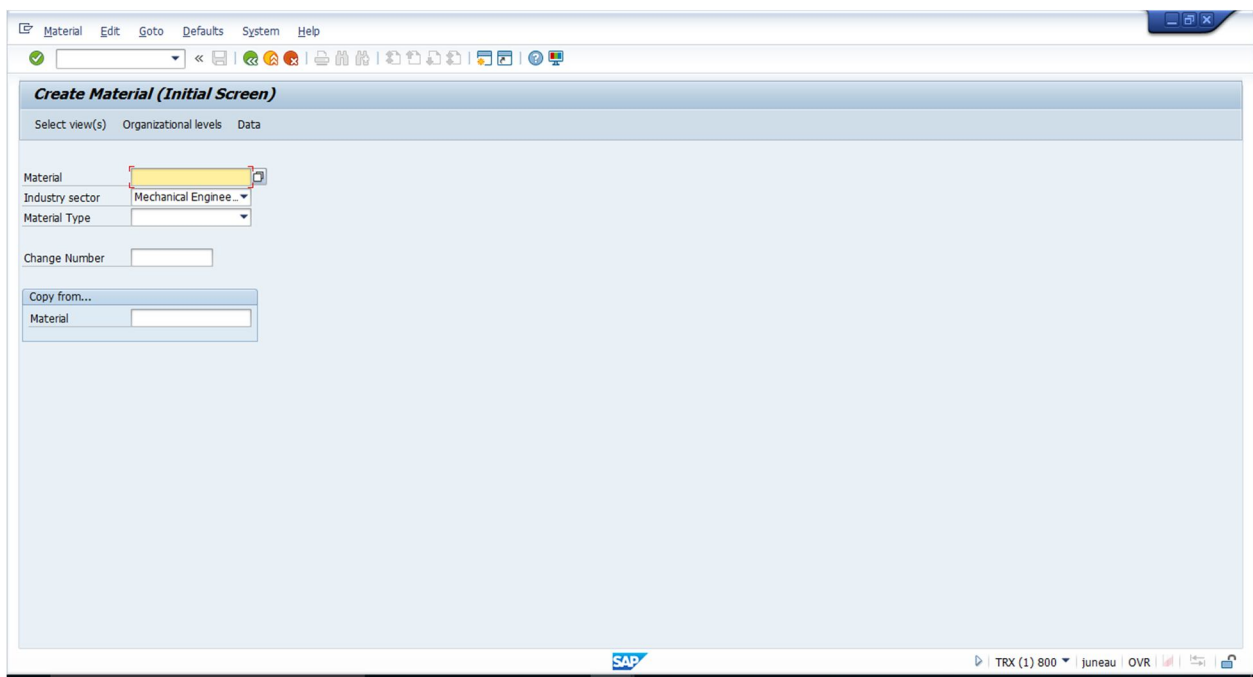 Material Edit Goto Defaults System Help
Create Material (Initial Screen)
Select view(s) Organizational levels Data
Material
Industry sector Mechanical Enginee...
Material Type
Change Number
Copy from...
Material
SAP TRX (1) 800 juneau OVR